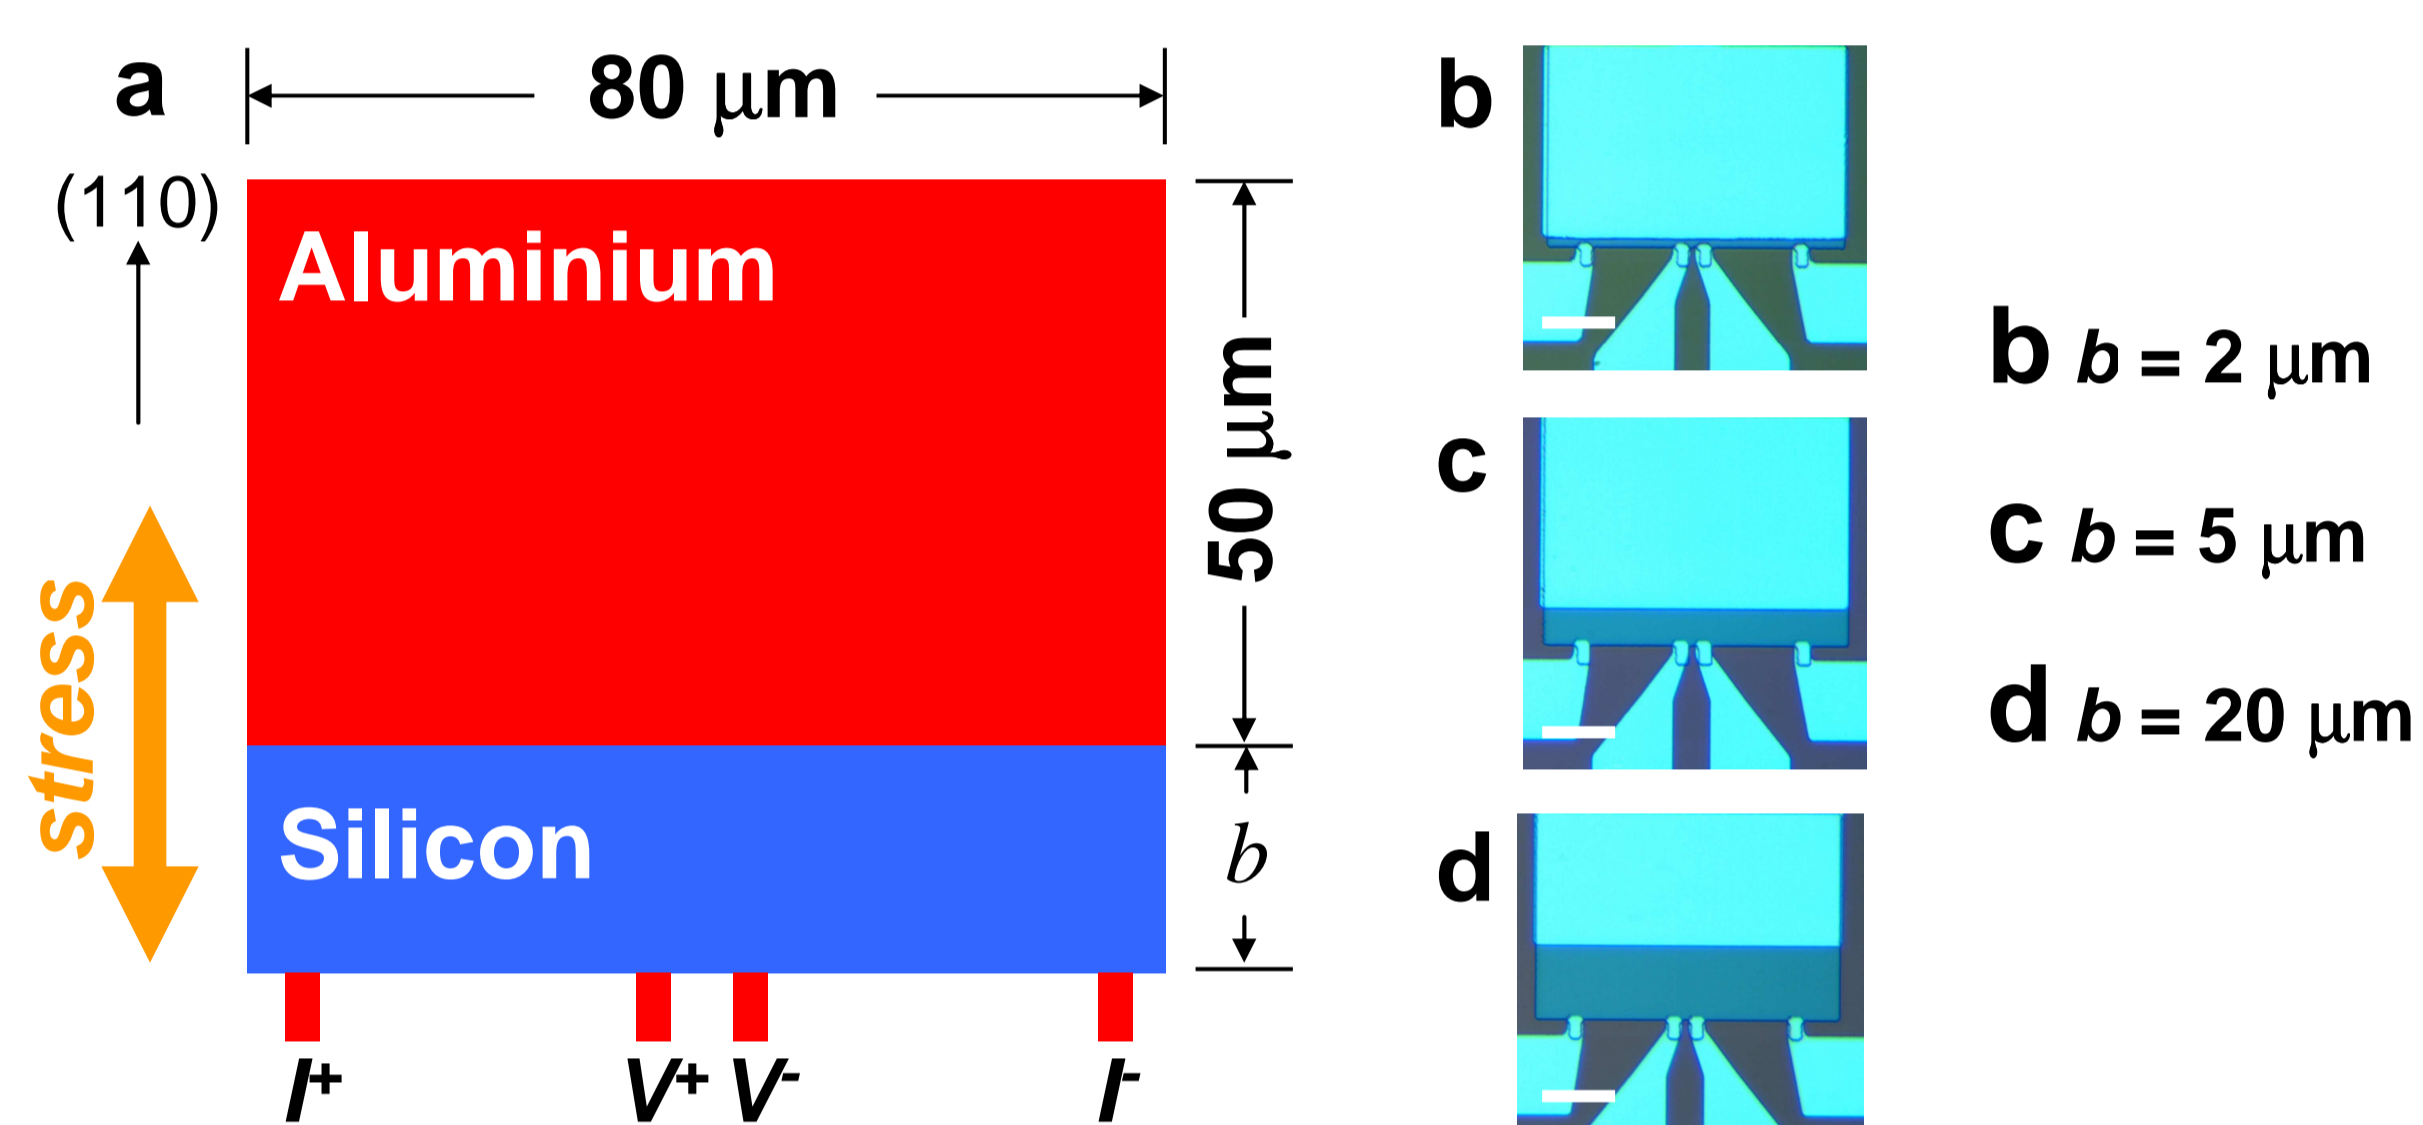 a
80 μm
(110)
Aluminium
50 μm
stress
Silicon
b
I+
V+
V-
I-
b
c
d
b b = 2 μm
c b = 5 μm
d b = 20 μm